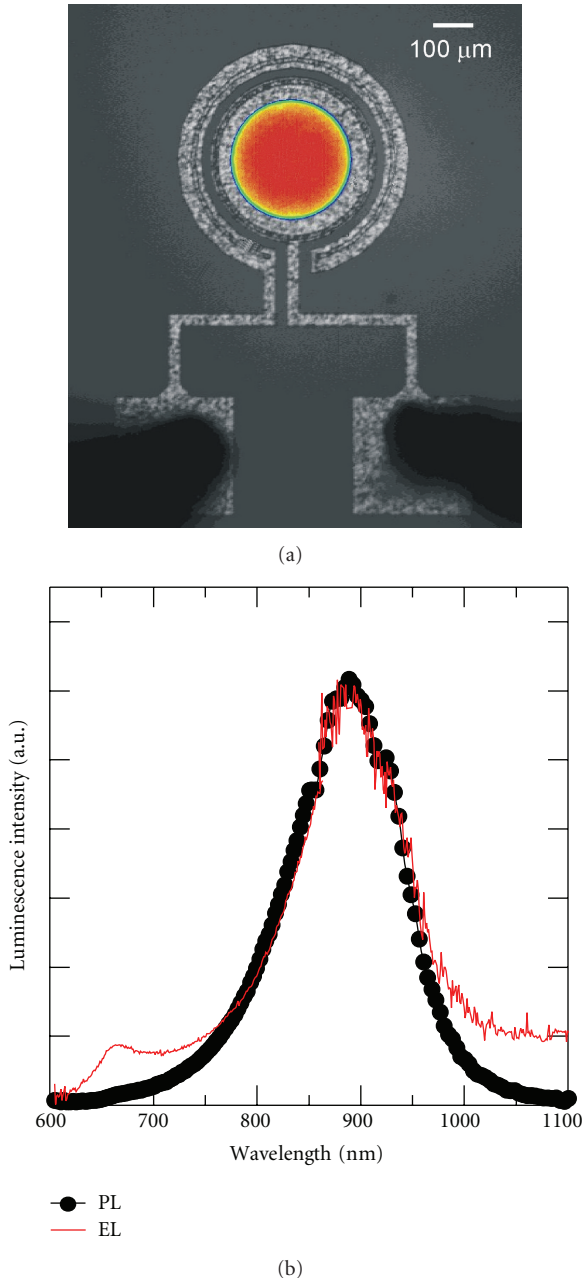 100 μm
(a)
Luminescence intensity (a.u.)
600 700 800 900 1000 1100
Wavelength (nm)
PL
EL
(b)